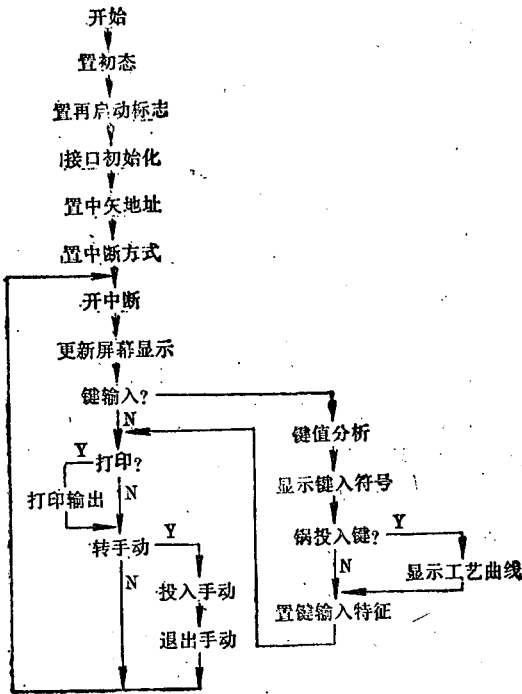 开始
置初态
置再启动标志
接口初始化
置中矢地址
置中断方式
开中断
更新屏幕显示
键输入?
N
键值分析
打印?
Y
N
打印输出
显示键入符号
锅投入键?
Y
N
显示工艺曲线
置键输入特征
转手动
Y
N
投入手动
退出手动